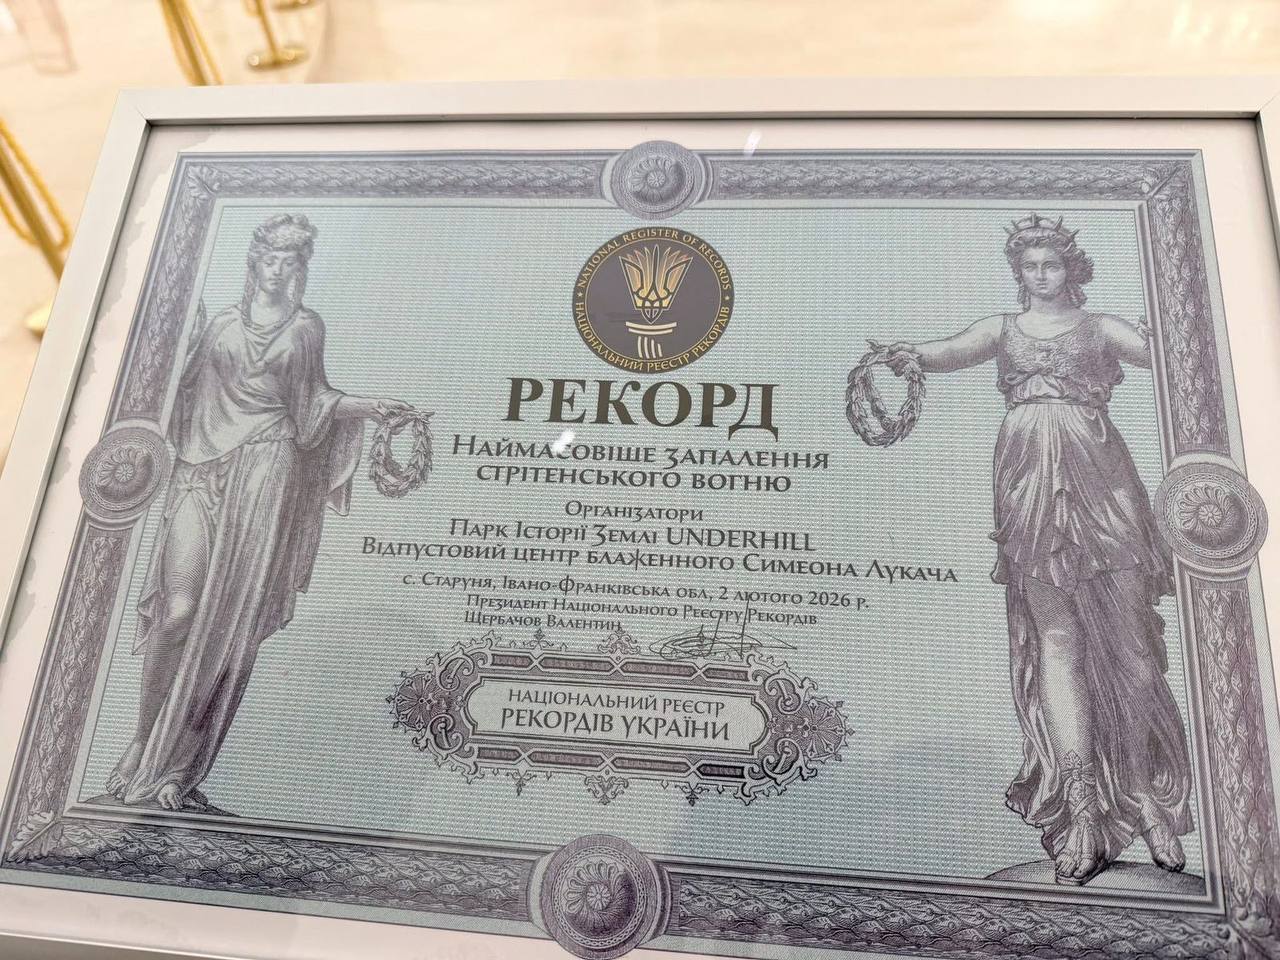 NATIONAL REGISTER OF RECORDS
НАЦІОНАЛЬНИЙ РЕЄСТР РЕКОРДІВ
РЕКОРД
Наймасовіше запалення
стрітенського вогню
Організатори
Парк Історії Землі UNDERHILL
Відпустовий центр блаженного Симеона Лукача
с. Старуня, Івано-Франківська обл, 2 лютого 2026 р.
Президент Національного Реєстру Рекордів
Щербачов Валентин
НАЦІОНАЛЬНИЙ РЕЄСТР
РЕКОРДІВ УКРАЇНИ